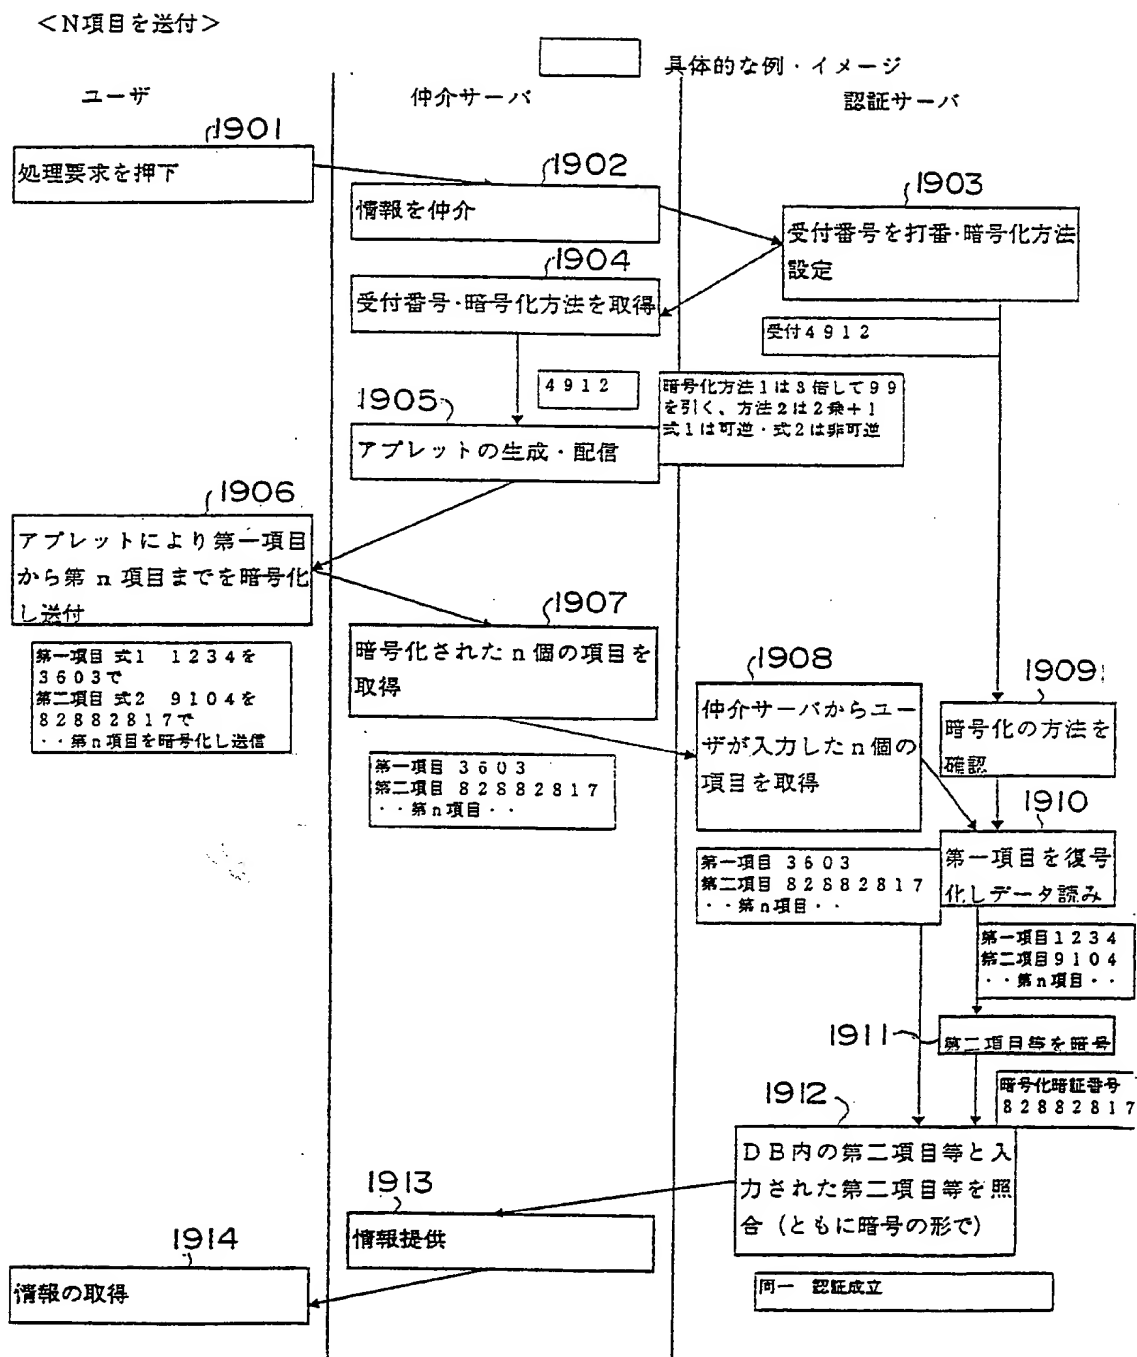 ＜N項目を送付＞
具体的な例・イメージ
ユーザ
仲介サーバ
認証サーバ
1901
処理要求を押下
1902
情報を仲介
1903
受付番号を打番・暗号化方法
設定
1904
受付番号・暗号化方法を取得
受付４９１２
４９１２
暗号化方法１は３倍して９９
を引く、方法２は２乗＋１
式１は可逆・式２は非可逆
1905
アプレットの生成・配信
1906
アプレットにより第一項目
から第ｎ項目までを暗号化
し送付
第一項目 式１ １２３４を
３６０３で
第二項目 式２ ９１０４を
８２８８２８１７で
・・第ｎ項目を暗号化し送信
1907
暗号化されたｎ個の項目を
取得
第一項目 ３６０３
第二項目 ８２８８２８１７
・・第ｎ項目・・
1908
仲介サーバからユー
ザが入力したｎ個の
項目を取得
第一項目 ３６０３
第二項目 ８２８８２８１７
・・第ｎ項目・・
1909
暗号化の方法を
確認
1910
第一項目を復号
化しデータ読み
第一項目１２３４
第二項目９１０４
・・第ｎ項目・・
1911
第二項目等を暗号
暗号化暗証番号
８２８８２８１７
1912
ＤＢ内の第二項目等と入
力された第二項目等を照
合（ともに暗号の形で）
同一 認証成立
1913
情報提供
1914
情報の取得